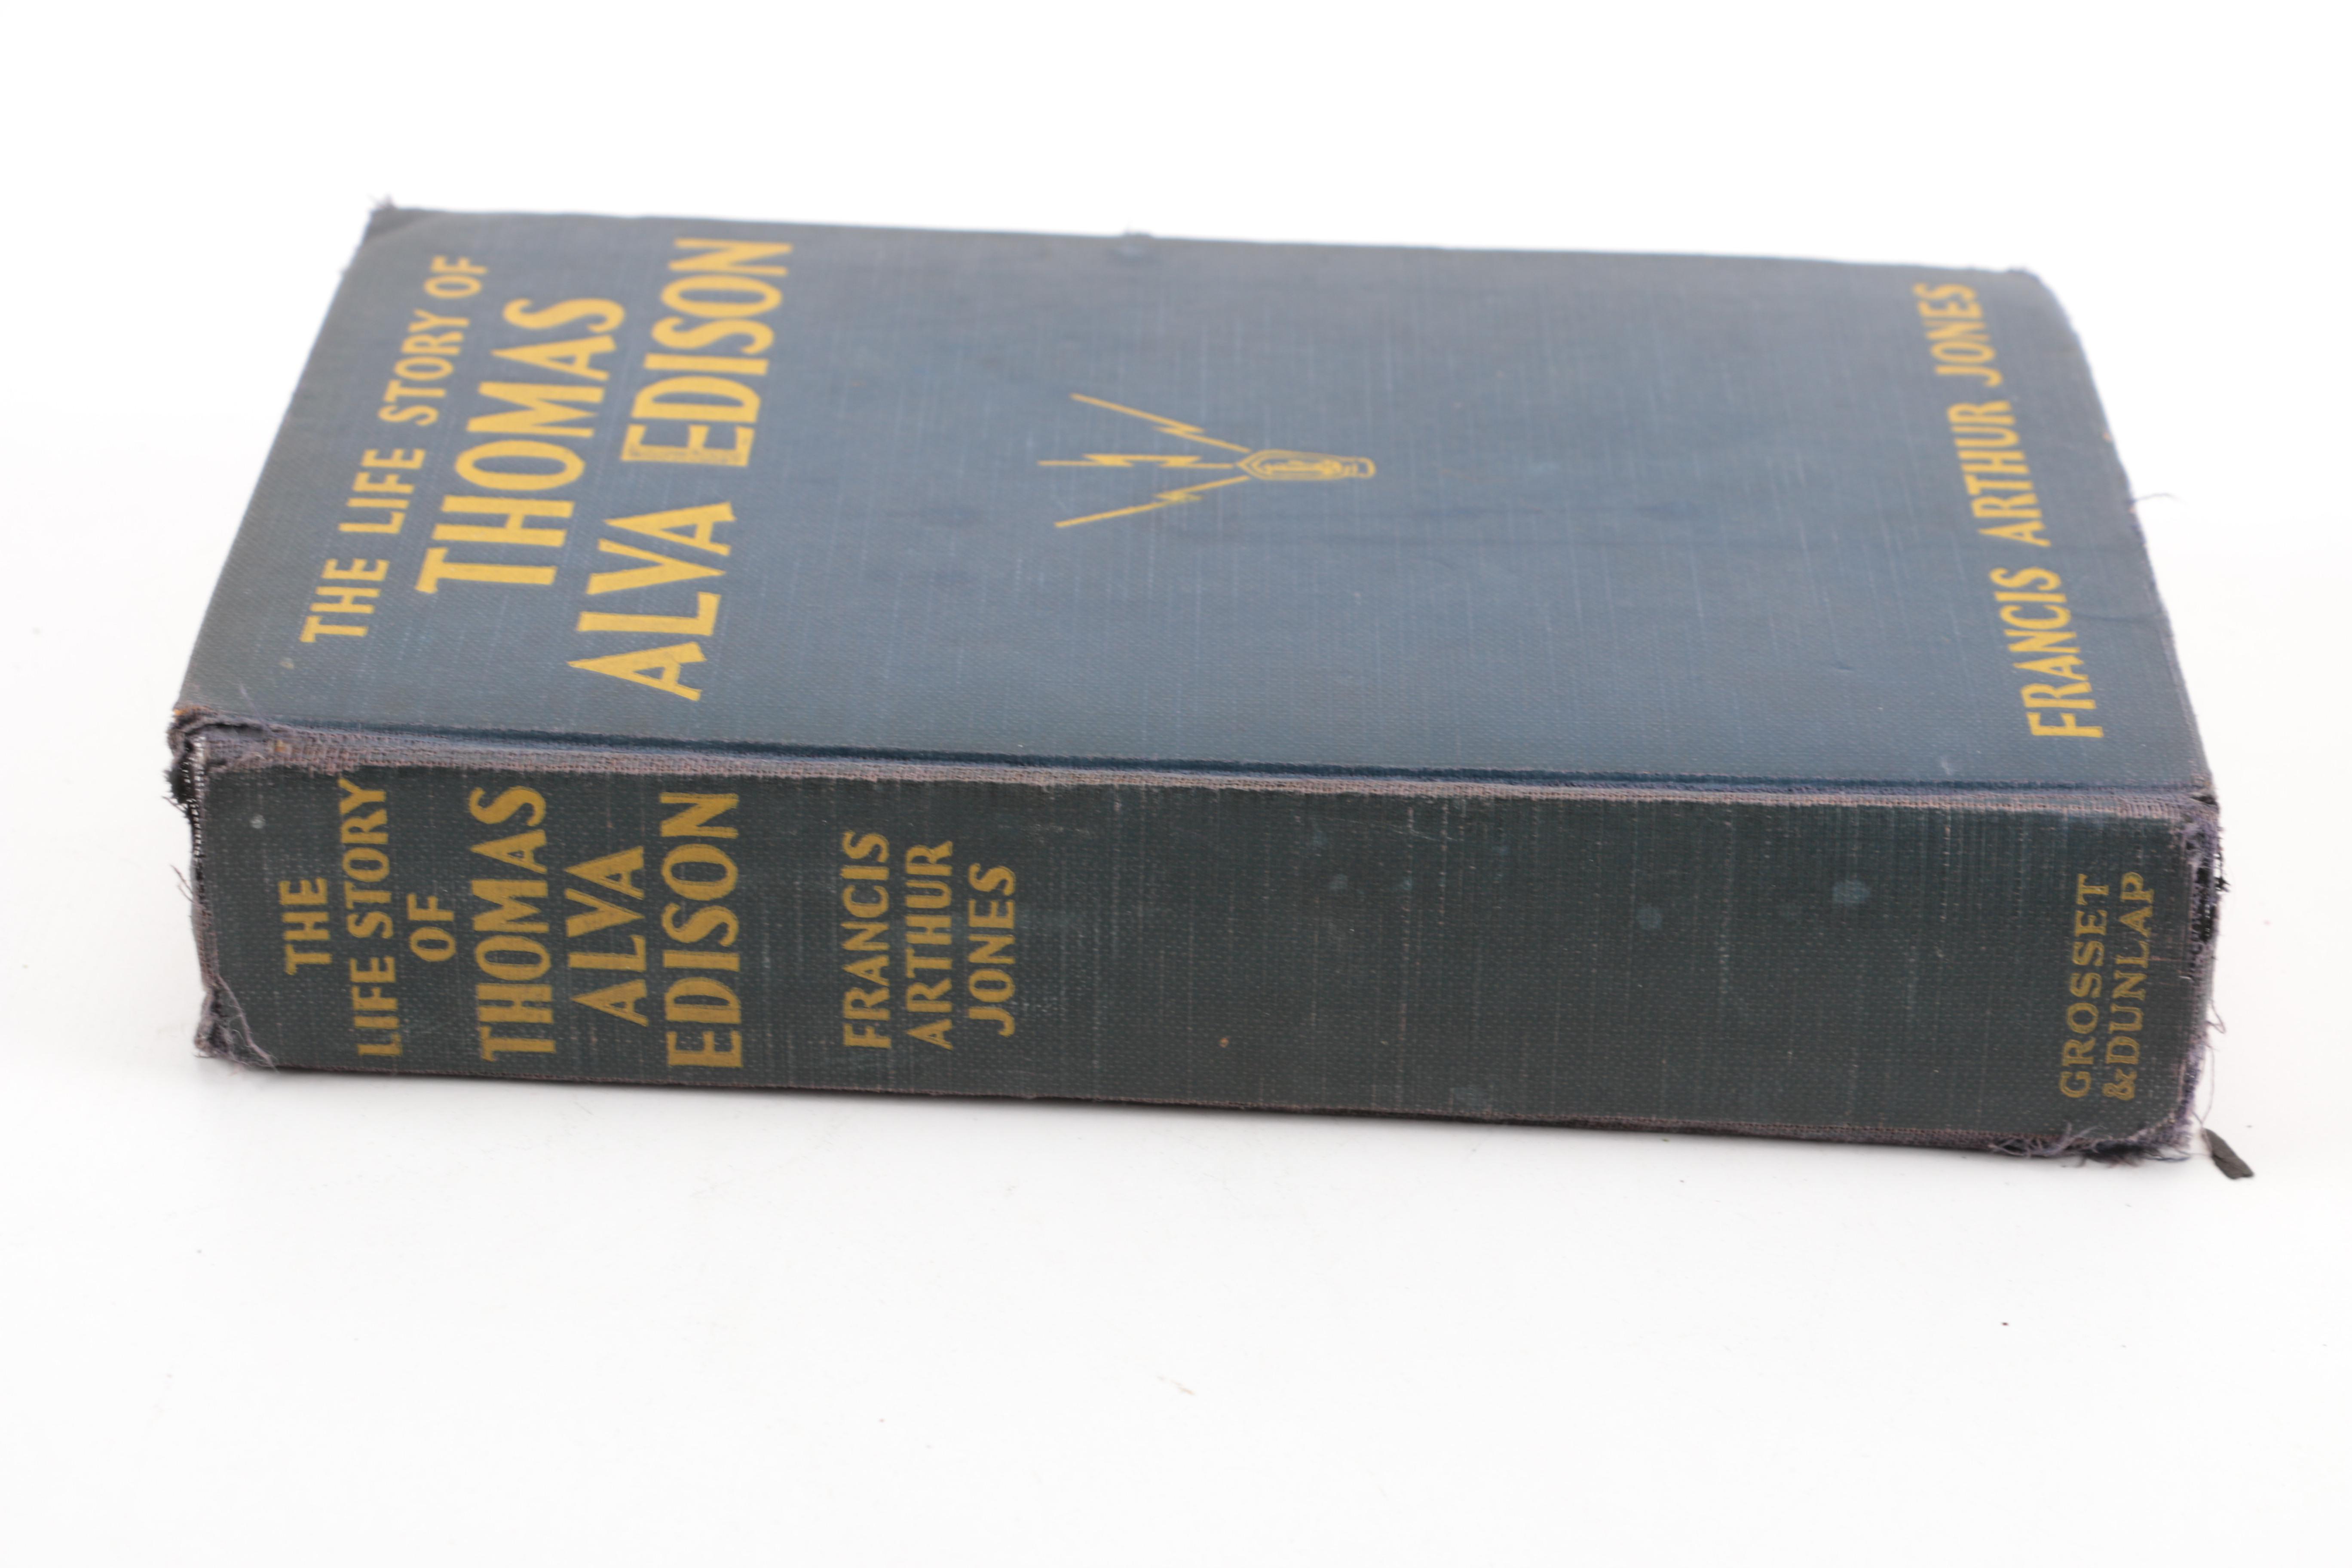 THE LIFE STORY OF
THOMAS
ALVA EDISON
FRANCIS ARTHUR JONES
THE
LIFE STORY
OF
THOMAS
ALVA
EDISON
FRANCIS
ARTHUR
JONES
GROSSET
& DUNLAP